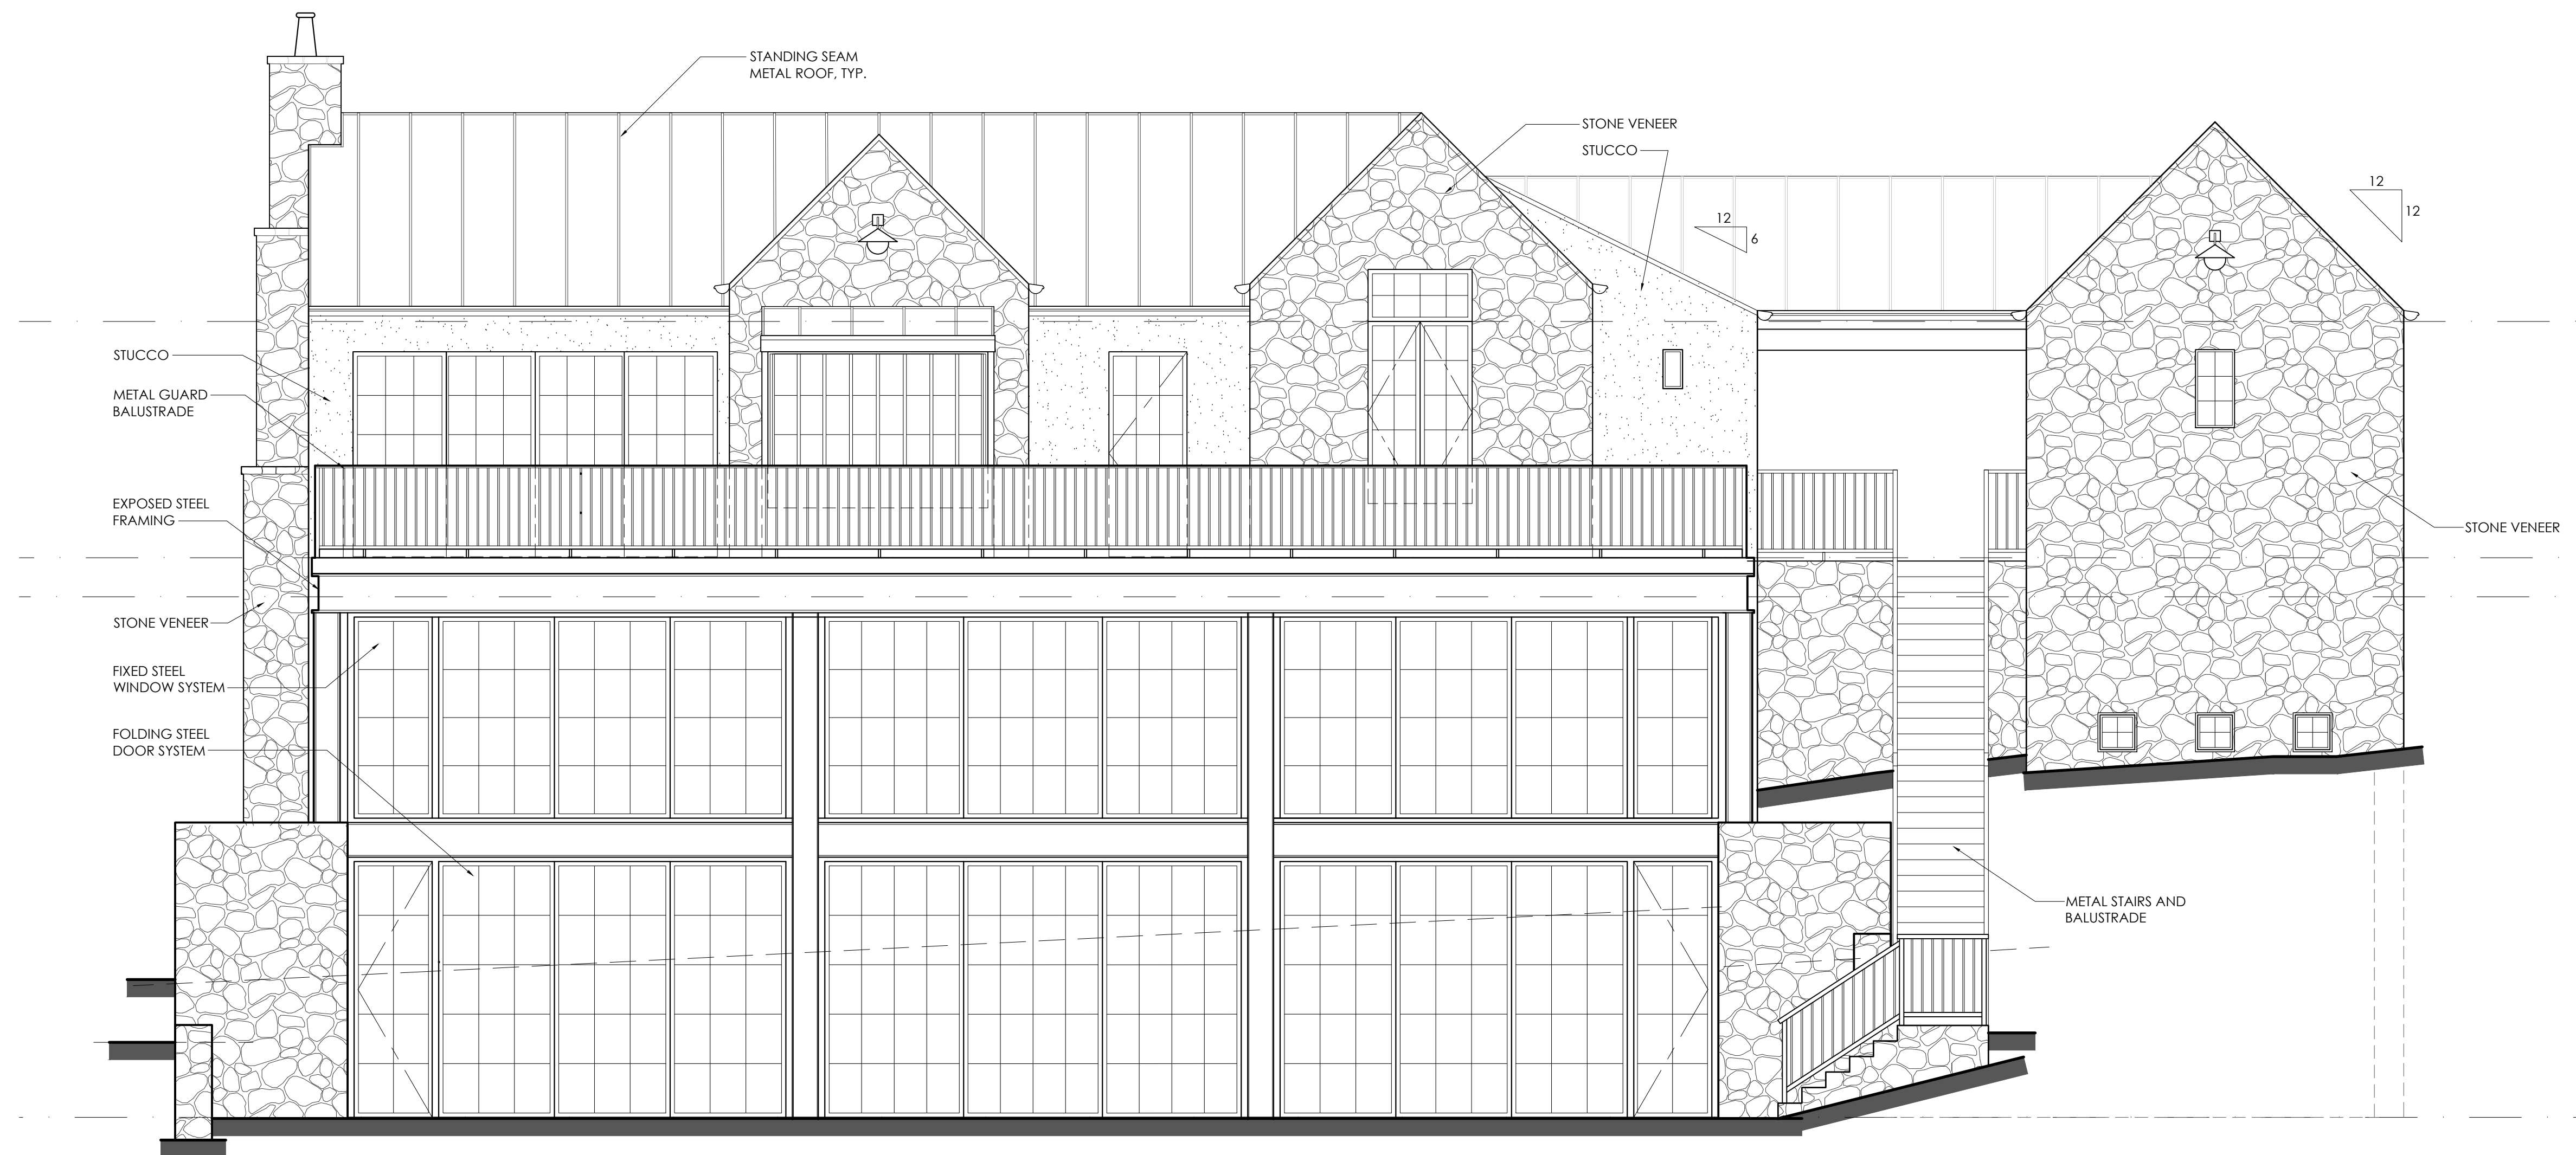 STANDING SEAM
METAL ROOF, TYP.
STONE VENEER
STUCCO
12
12
12
6
STUCCO
METAL GUARD
BALUSTRADE
EXPOSED STEEL
FRAMING
STONE VENEER
STONE VENEER
FIXED STEEL
WINDOW SYSTEM
FOLDING STEEL
DOOR SYSTEM
METAL STAIRS AND
BALUSTRADE